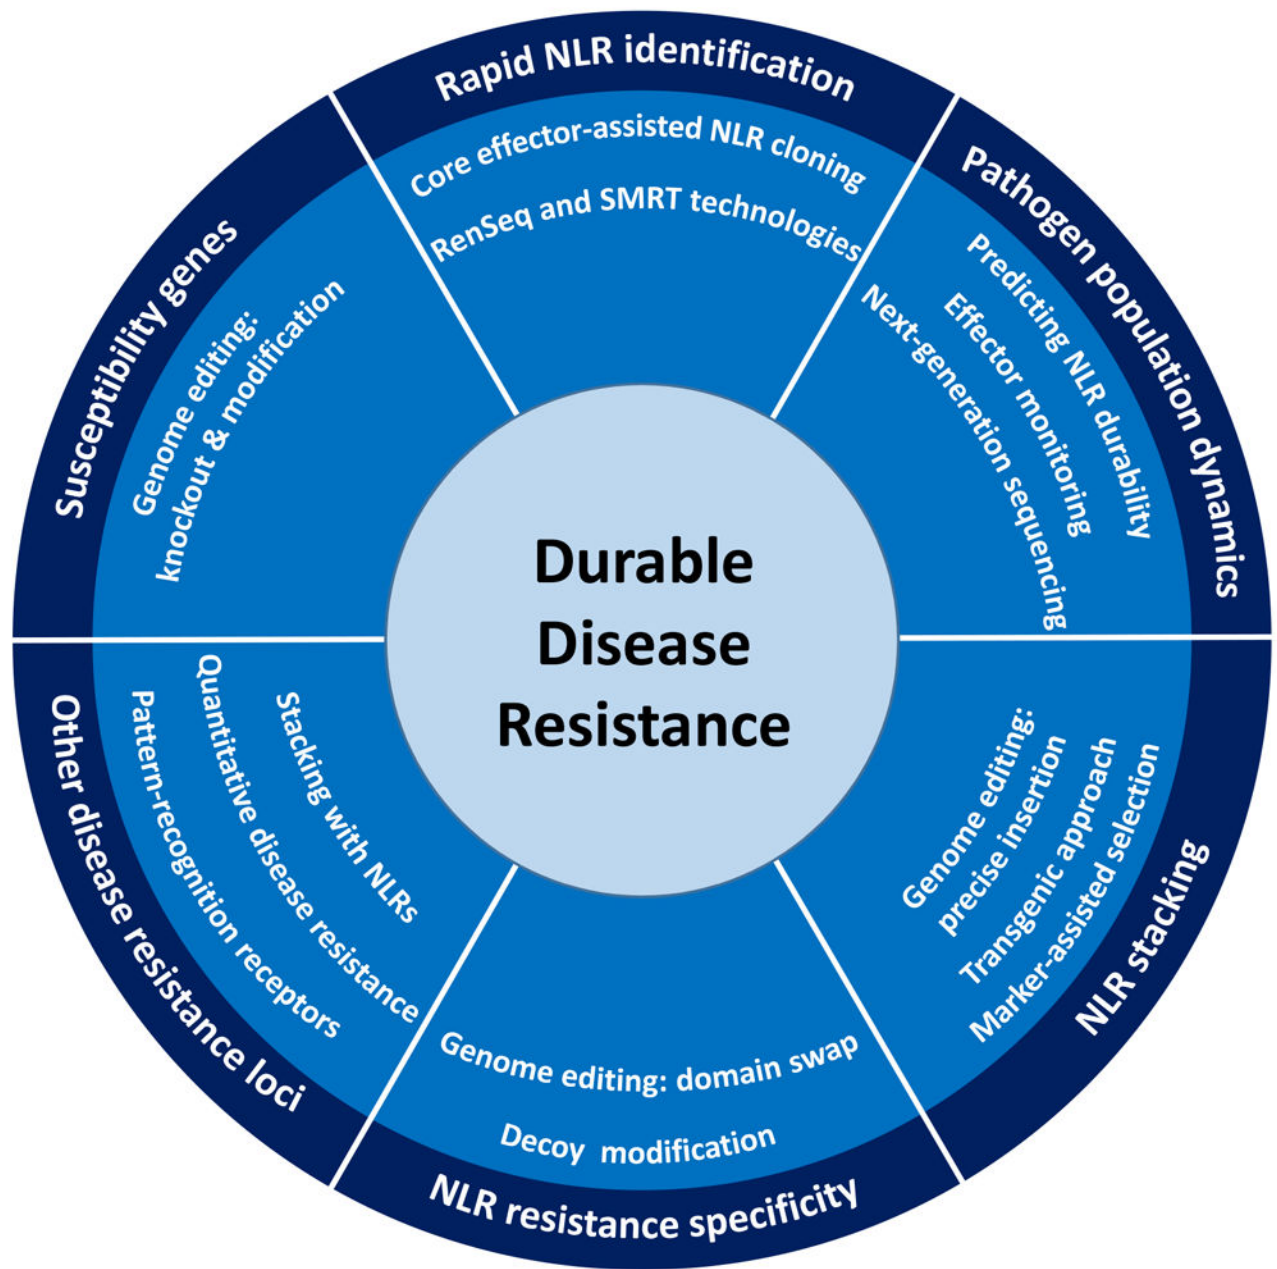 Rapid NLR identification
Core effector-assisted NLR cloning
RenSeq and SMRT technologies
Pathogen population dynamics
Predicting NLR durability
Effector monitoring
Next-generation sequencing
NLR stacking
Genome editing:
precise insertion
Transgenic approach
Marker-assisted selection
NLR resistance specificity
Genome editing: domain swap
Decoy modification
Other disease resistance loci
Pattern-recognition receptors
Quantitative disease resistance
Stacking with NLRs
Susceptibility genes
Genome editing:
knockout & modification
Durable
Disease
Resistance